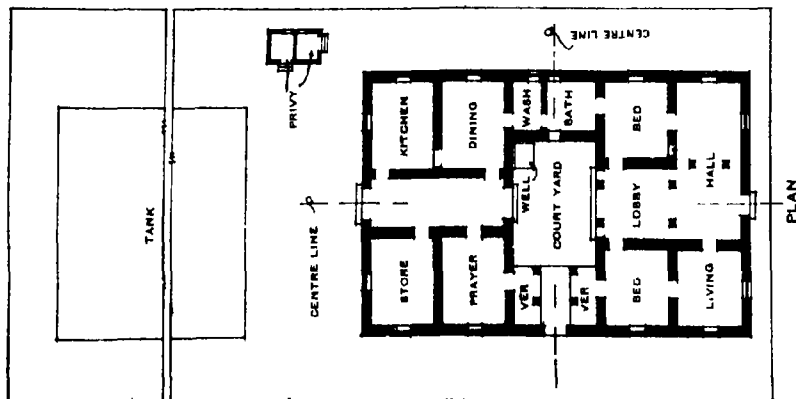 CENTRE LINE
PRIVY
KITCHEN
DINING
WASH
BATH
BED
TANK
CENTRE LINE
WELL
COURT YARD
LOBBY
HALL
PLAN
STORE
PRAYER
VER
VER
BED
LIVING